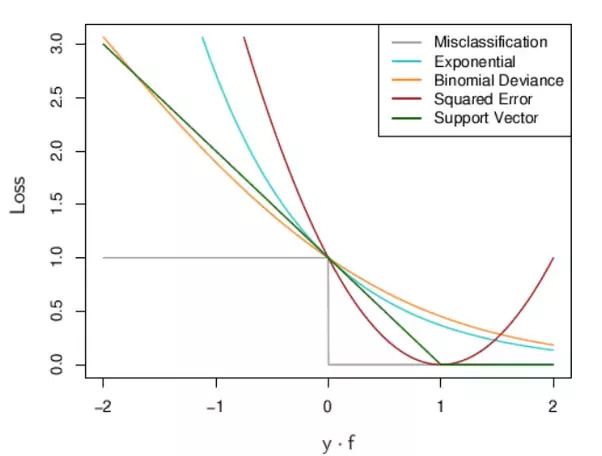 Misclassification
Exponential
Binomial Deviance
Squared Error
Support Vector
3.0
2.5
2.0
1.5
1.0
0.5
0.0
Loss
−2 −1 0 1 2
y · f